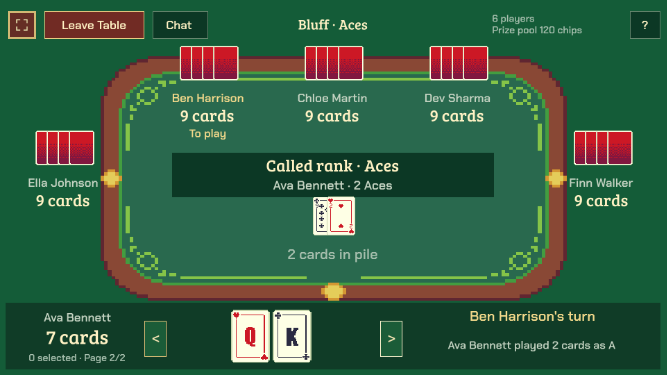 Leave Table
Chat
Bluff · Aces
6 players
Prize pool 120 chips
?
Ben Harrison
9 cards
To play
Chloe Martin
9 cards
Dev Sharma
9 cards
Ella Johnson
9 cards
Finn Walker
9 cards
Called rank · Aces
Ava Bennett · 2 Aces
2 cards in pile
Ava Bennett
7 cards
0 selected · Page 2/2
<
Q
K
>
Ben Harrison's turn
Ava Bennett played 2 cards as A